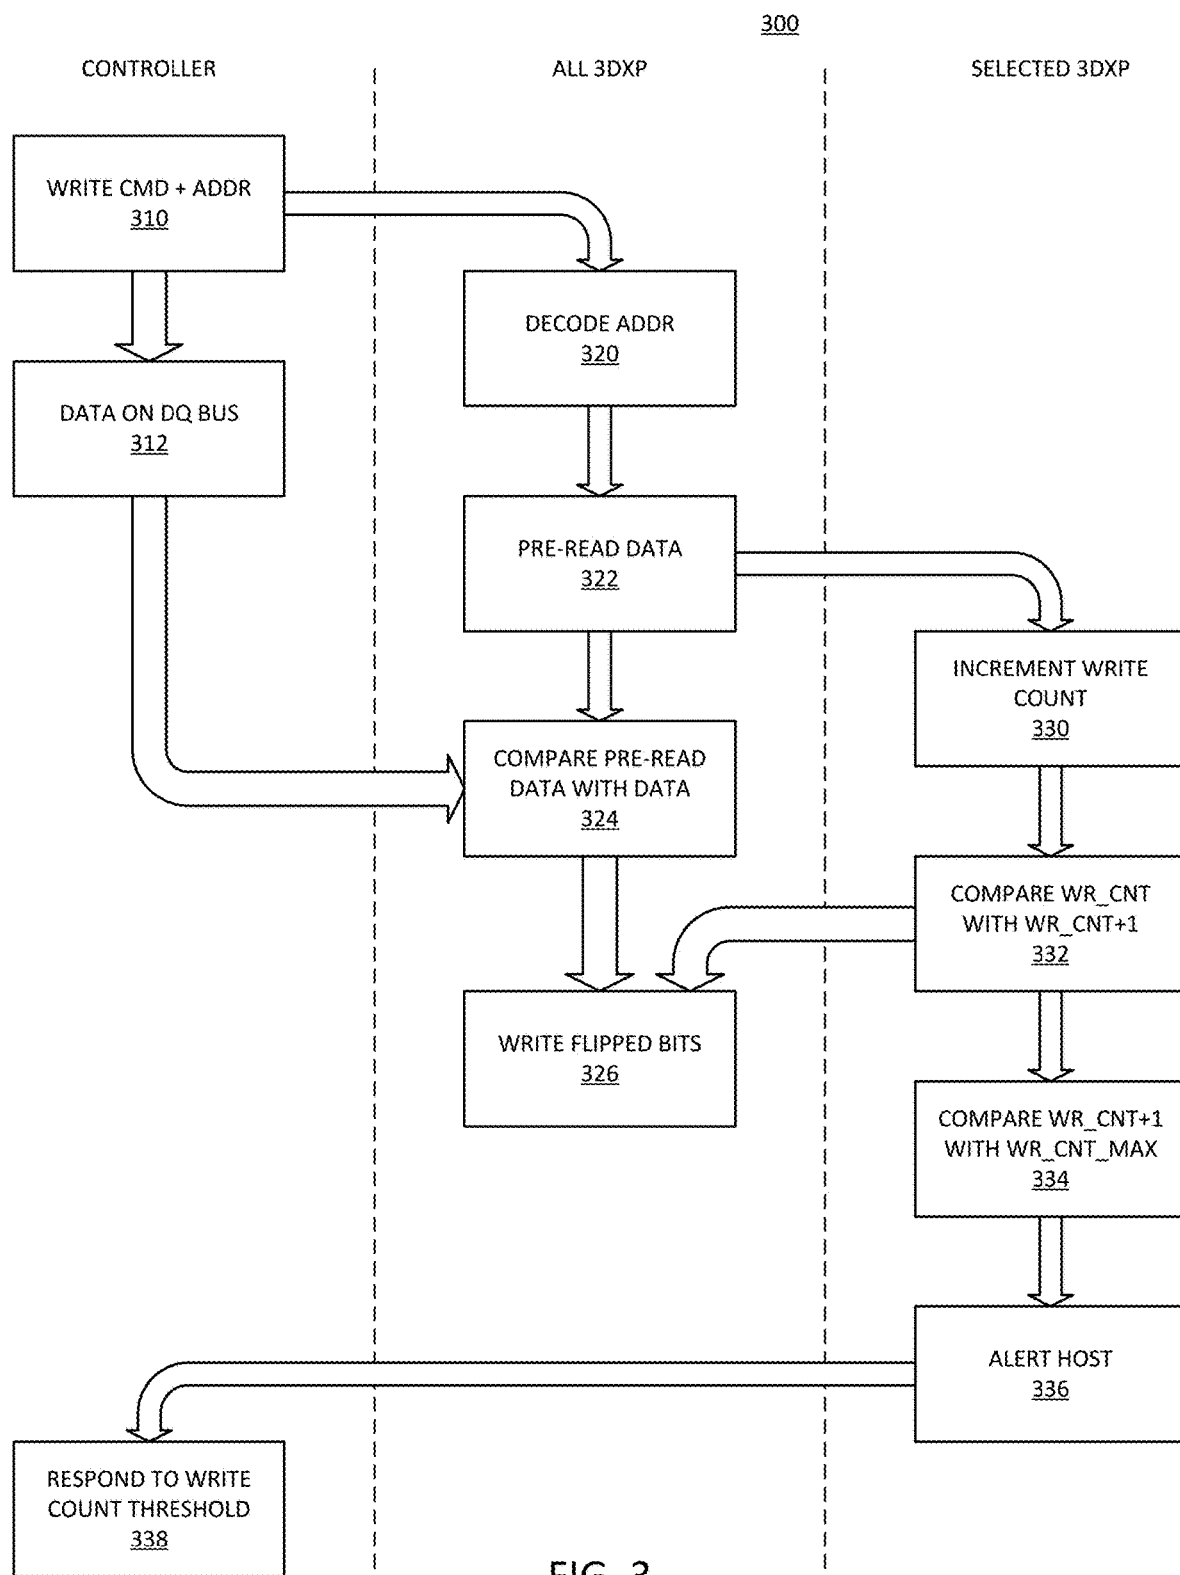 300
CONTROLLER
ALL 3DXP
SELECTED 3DXP
WRITE CMD + ADDR
310
DECODE ADDR
320
DATA ON DQ BUS
312
PRE-READ DATA
322
INCREMENT WRITE
COUNT
330
COMPARE PRE-READ
DATA WITH DATA
324
COMPARE WR_CNT
WITH WR_CNT+1
332
WRITE FLIPPED BITS
326
COMPARE WR_CNT+1
WITH WR_CNT_MAX
334
ALERT HOST
336
RESPOND TO WRITE
COUNT THRESHOLD
338
FIG. 3